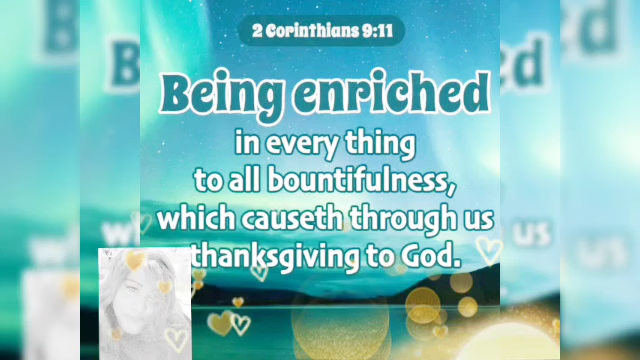 2 Corinthians 9:11
Being enriched
in every thing
to all bountifulness,
which causeth through us
thanksgiving to God.